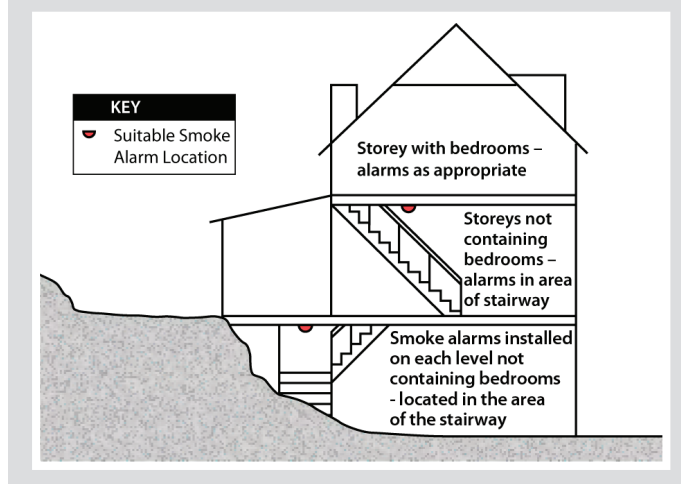 KEY
Suitable Smoke
Alarm Location
Storey with bedrooms –
alarms as appropriate
Storeys not
containing
bedrooms –
alarms in area
of stairway
Smoke alarms installed
on each level not
containing bedrooms
- located in the area
of the stairway